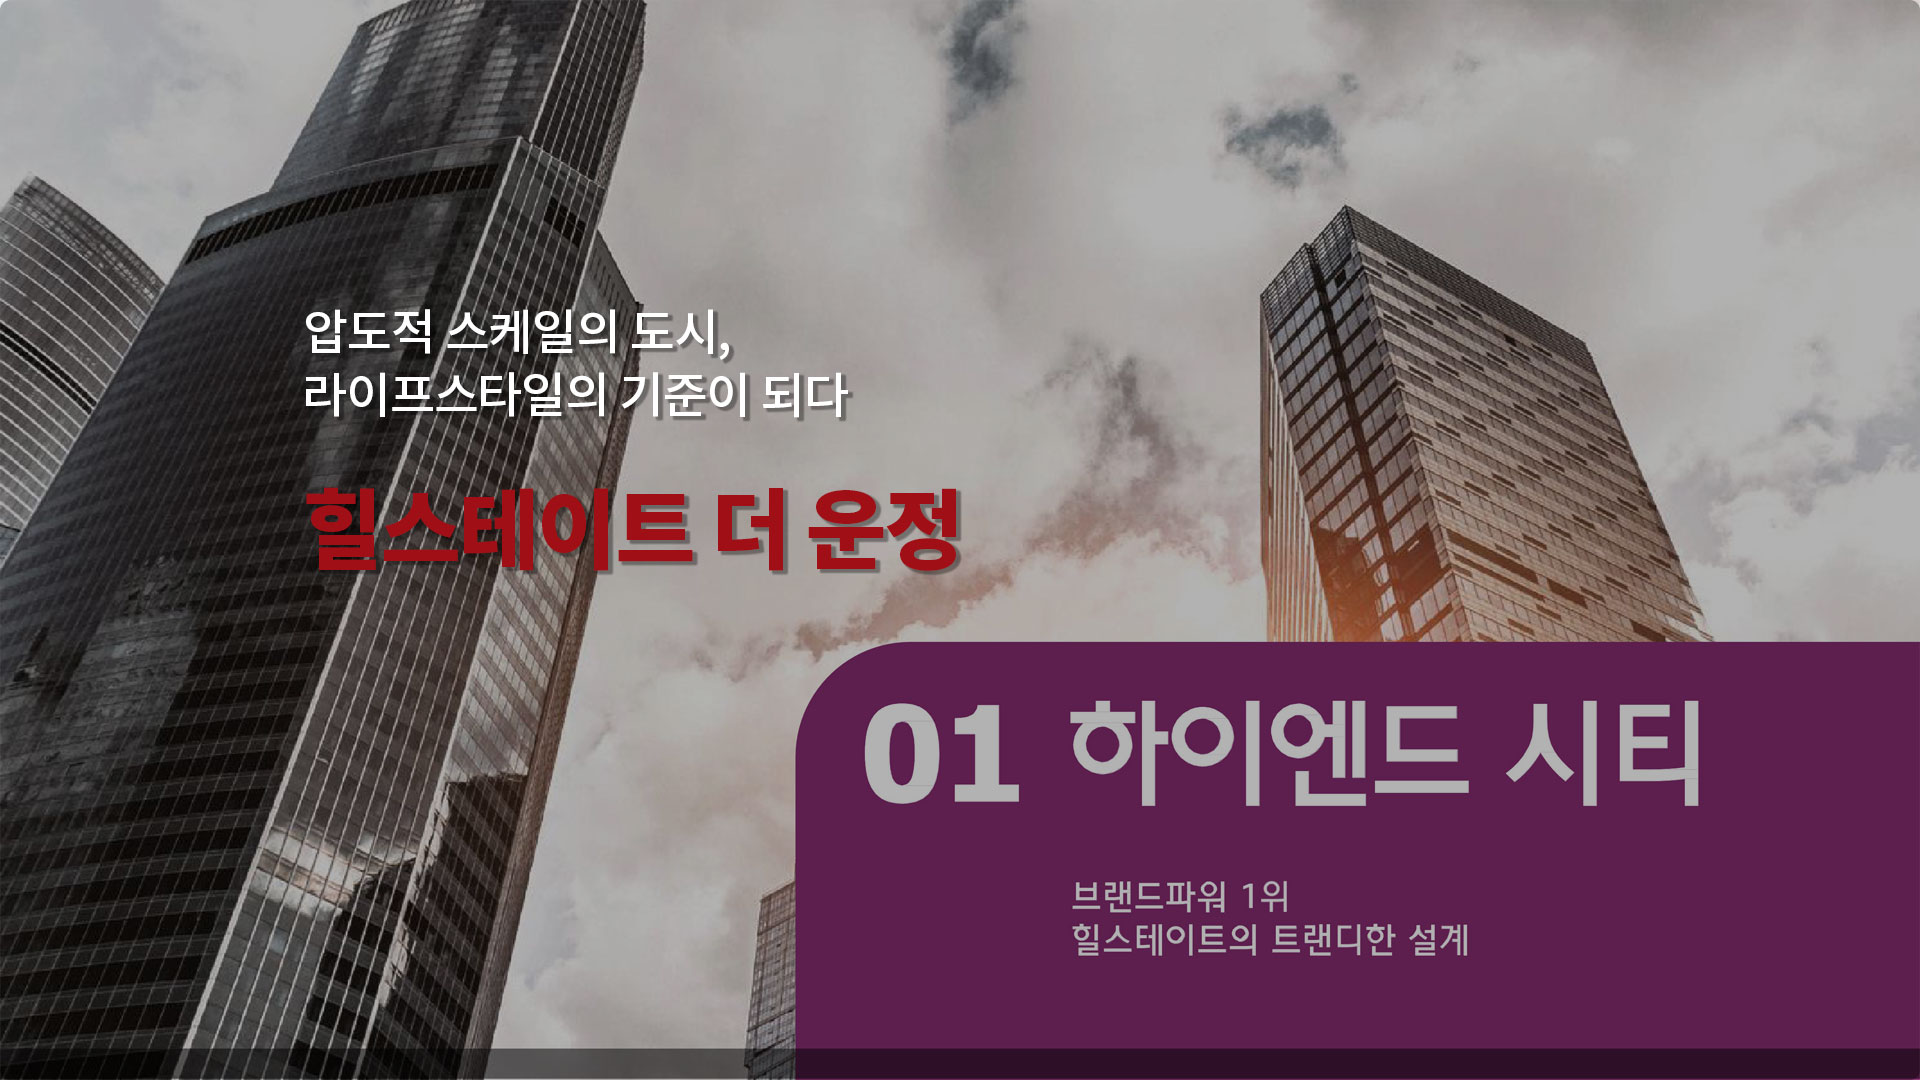 압도적 스케일의 도시,
라이프스타일의 기준이 되다
힐스테이트 더 운정
01 하이엔드 시티
브랜드파워 1위
힐스테이트의 트랜디한 설계